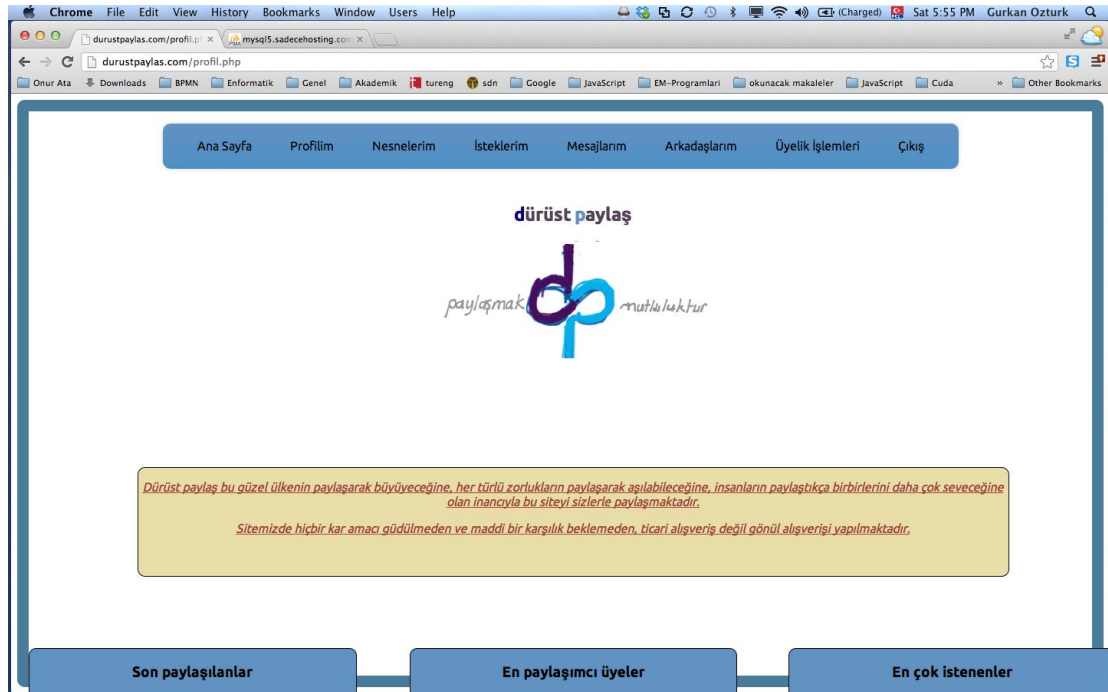 Chrome File Edit View History Bookmarks Window Users Help (Charged) Sat 5:55 PM Gurkan Ozturk
durustpaylas.com/profil.p mysql5.sadecehosting.con
durustpaylas.com/profil.php
Onur Ata Downloads BPMN Enformatik Genel Akademik tureng sdn Google JavaScript EM-Programlari okunacak makaleler JavaScript Cuda » Other Bookmarks
Ana Sayfa Profilim Nesnelerim İsteklerim Mesajlarım Arkadaşlarım Üyelik İşlemleri Çıkış
dürüst paylaş
dp
paylaşmak mutluluktur
Dürüst paylaş bu güzel ülkenin paylaşarak büyüyeceğine, her türlü zorlukların paylaşarak aşılabileceğine, insanların paylaştıkça birbirlerini daha çok seveceğine
olan inancıyla bu siteyi sizlerle paylaşmaktadır.
Sitemizde hiçbir kar amacı güdülmeden ve maddi bir karşılık beklemeden, ticari alışveriş değil gönül alışverişi yapılmaktadır.
Son paylaşılanlar En paylaşımcı üyeler En çok istenenler